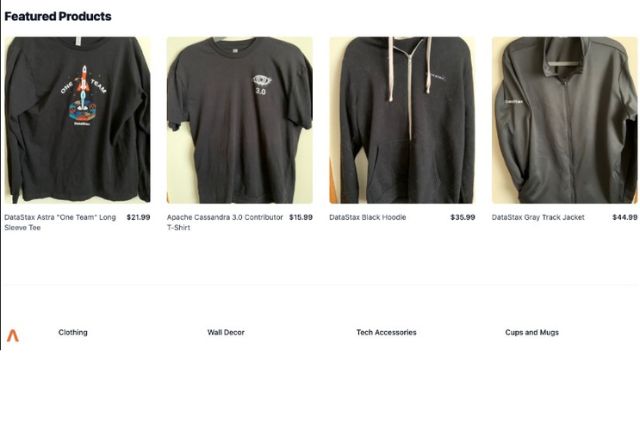 Featured Products
ONE TEAM
DataStax
3.0
DataStax
DataStax Astra "One Team" Long Sleeve Tee
$21.99
Apache Cassandra 3.0 Contributor T-Shirt
$15.99
DataStax Black Hoodie
$35.99
DataStax Gray Track Jacket
$44.99
Clothing
Wall Decor
Tech Accessories
Cups and Mugs